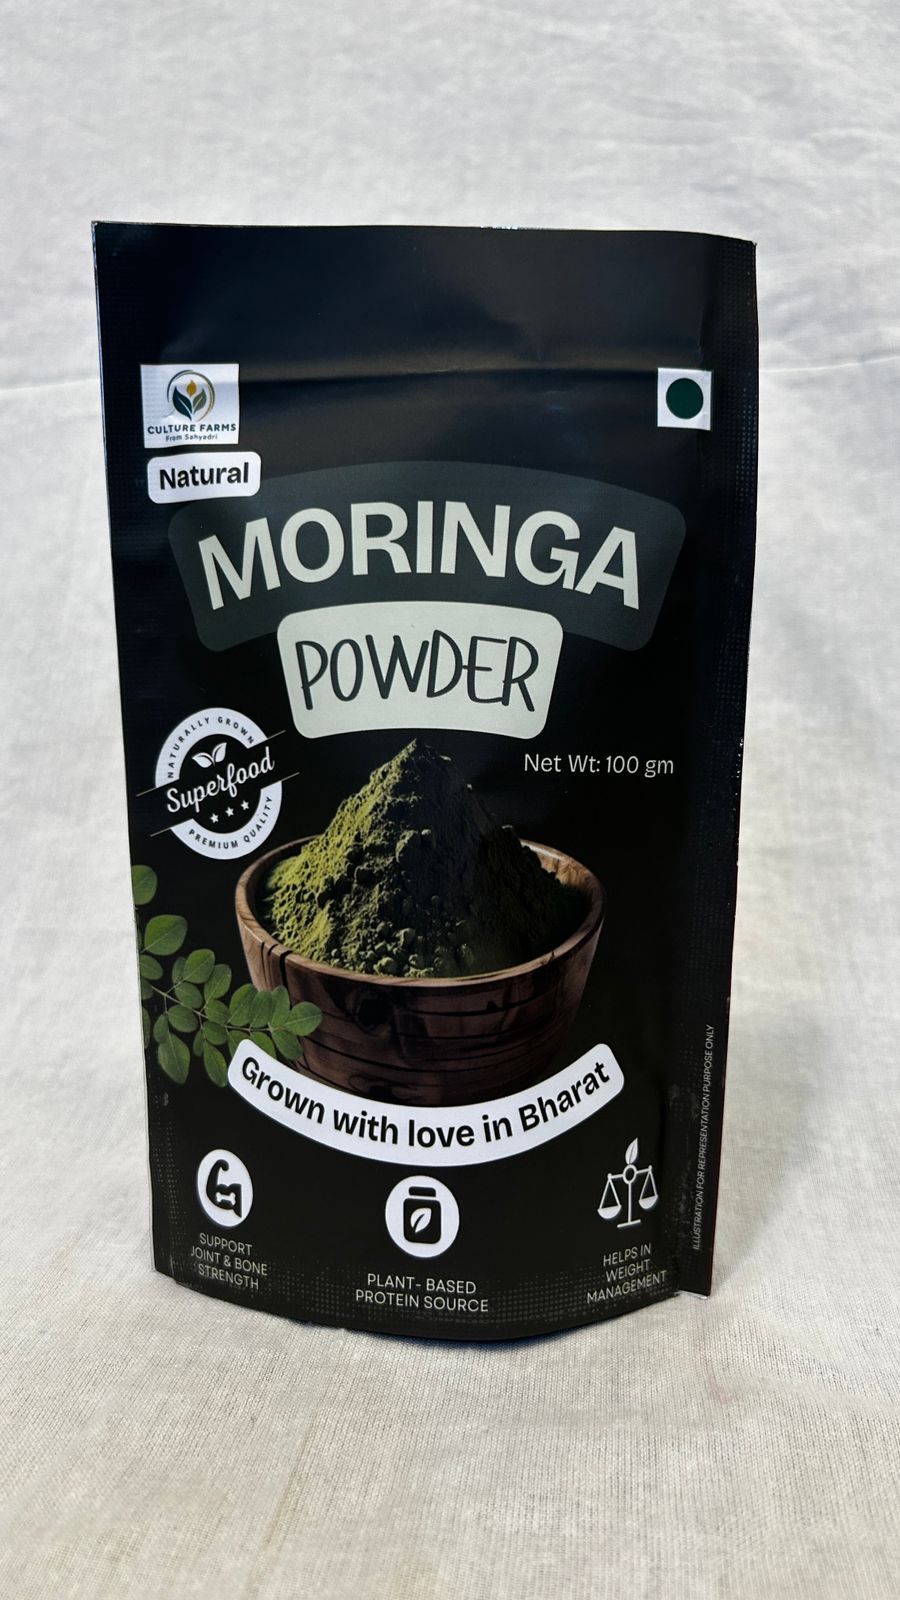 CULTURE FARMS
From Sahyadri
Natural
MORINGA
POWDER
Net Wt: 100 gm
NATURALLY GROWN
Superfood
PREMIUM QUALITY
Grown with love in Bharat
SUPPORT
JOINT & BONE
STRENGTH
PLANT- BASED
PROTEIN SOURCE
HELPS IN
WEIGHT
MANAGEMENT
ILLUSTRATION FOR REPRESENTATION PURPOSE ONLY